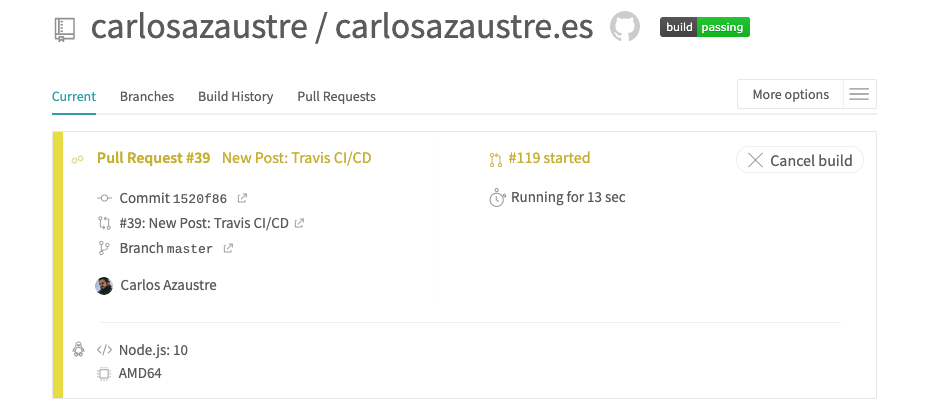 carlosazaustre / carlosazaustre.es build passing
Current Branches Build History Pull Requests More options
Pull Request #39 New Post: Travis CI/CD #119 started Cancel build
Commit 1520f86 Running for 13 sec
#39: New Post: Travis CI/CD
Branch master
Carlos Azaustre
</> Node.js: 10
AMD64